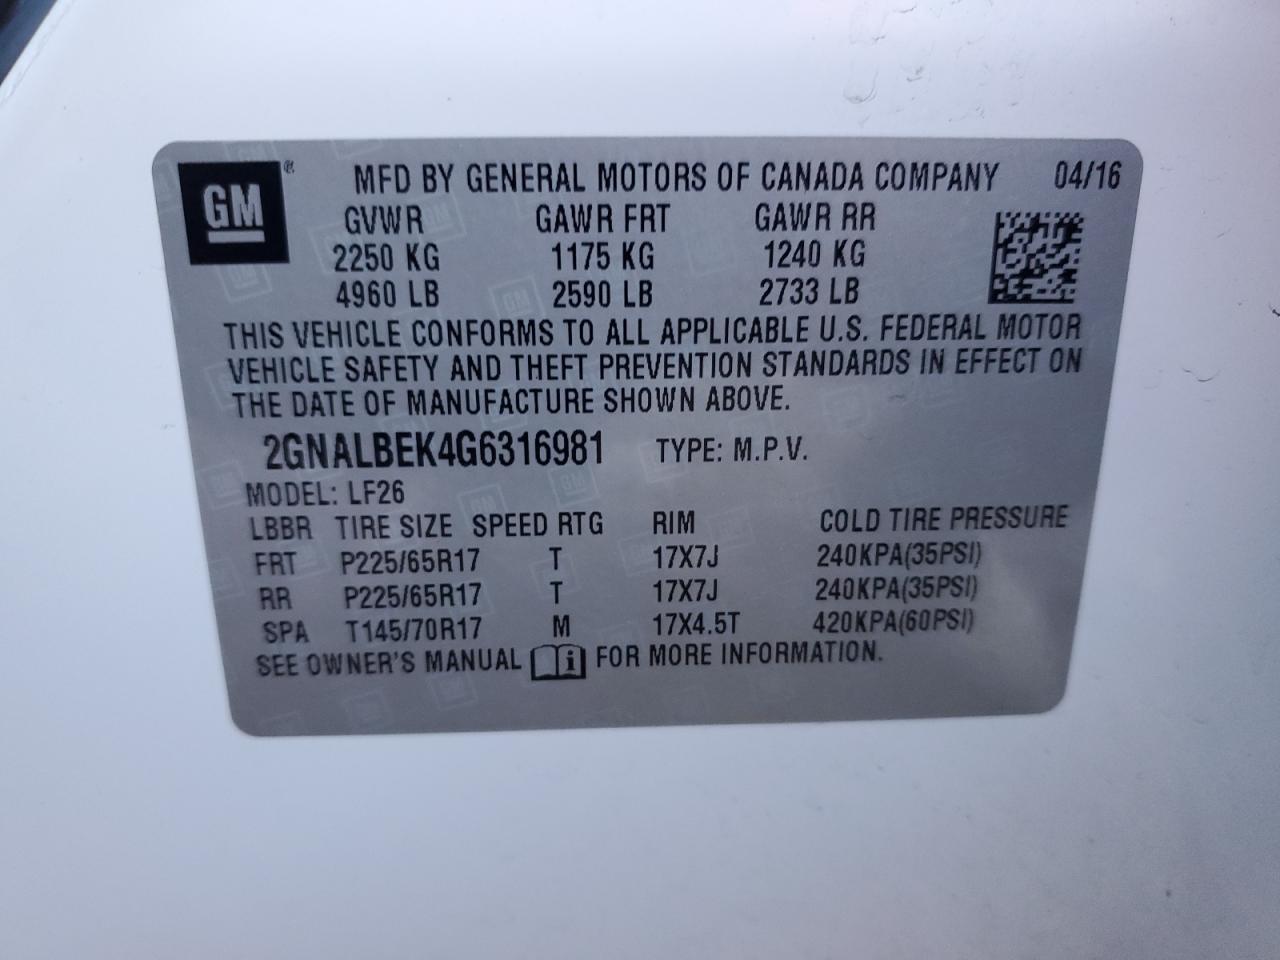 GM ® MFD BY GENERAL MOTORS OF CANADA COMPANY 04/16
GVWR GAWR FRT GAWR RR
2250 KG 1175 KG 1240 KG
4960 LB 2590 LB 2733 LB
THIS VEHICLE CONFORMS TO ALL APPLICABLE U.S. FEDERAL MOTOR
VEHICLE SAFETY AND THEFT PREVENTION STANDARDS IN EFFECT ON
THE DATE OF MANUFACTURE SHOWN ABOVE.
2GNALBEK4G6316981 TYPE: M.P.V.
MODEL: LF26
LBBR TIRE SIZE SPEED RTG RIM COLD TIRE PRESSURE
FRT P225/65R17 T 17X7J 240KPA(35PSI)
RR P225/65R17 T 17X7J 240KPA(35PSI)
SPA T145/70R17 M 17X4.5T 420KPA(60PSI)
SEE OWNER'S MANUAL i FOR MORE INFORMATION.